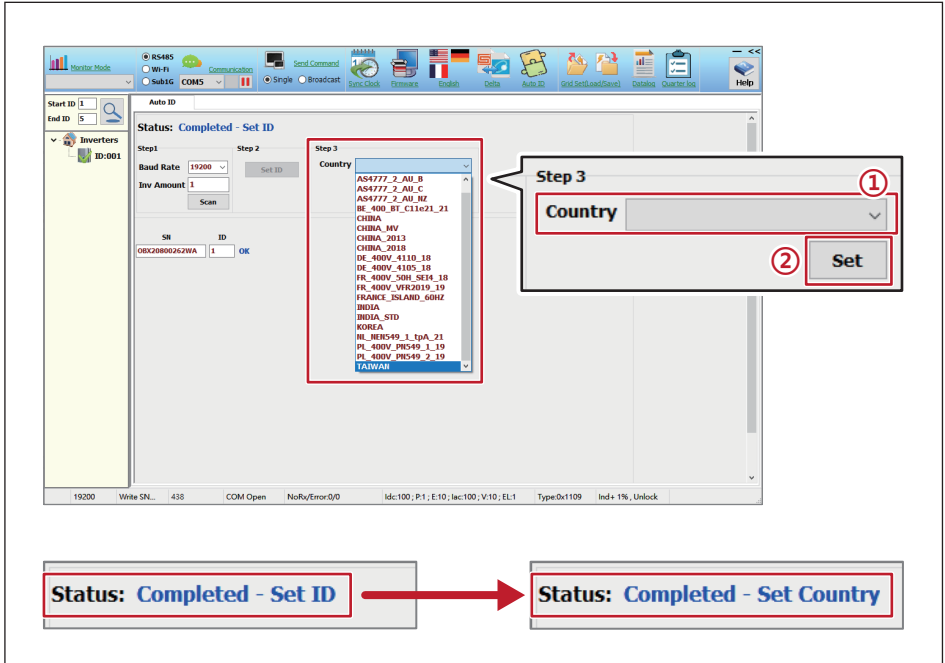 Monitor Mode
RS485
Wi-Fi
Sub1G COM5
Communication
Send Command
Single Broadcast
Sync Clock
Firmware
English
Delta
Auto ID
Grid Set(Load/Save)
Datalog
Quarter log
— <<
Help
Start ID 1
End ID 5
Inverters
ID:001
Auto ID
Status: Completed - Set ID
Step1
Step 2
Step 3
Baud Rate 19200
Set ID
Country
Inv Amount 1
Scan
AS4777_2_AU_B
AS4777_2_AU_C
AS4777_2_AU_NZ
BE_400_BT_C11e21_21
CHINA
CHINA_MV
CHINA_2013
CHINA_2018
DE_400V_4110_18
DE_400V_4105_18
FR_400V_50H_SEI4_18
FR_400V_VFR2019_19
FRANCE_ISLAND_60HZ
INDIA
INDIA_STD
KOREA
NL_NEN549_1_tpA_21
PL_400V_PN549_1_19
PL_400V_PN549_2_19
TAIWAN
SN ID
OBX20800262WA 1 OK
Step 3
①
Country
②
Set
19200 Write SN... 438 COM Open NoRx/Error:0/0 Idc:100 ; P:1 ; E:10 ; Iac:100 ; V:10 ; EL:1 Type:0x1109 Ind+ 1% , Unlock
Status: Completed - Set ID
Status: Completed - Set Country